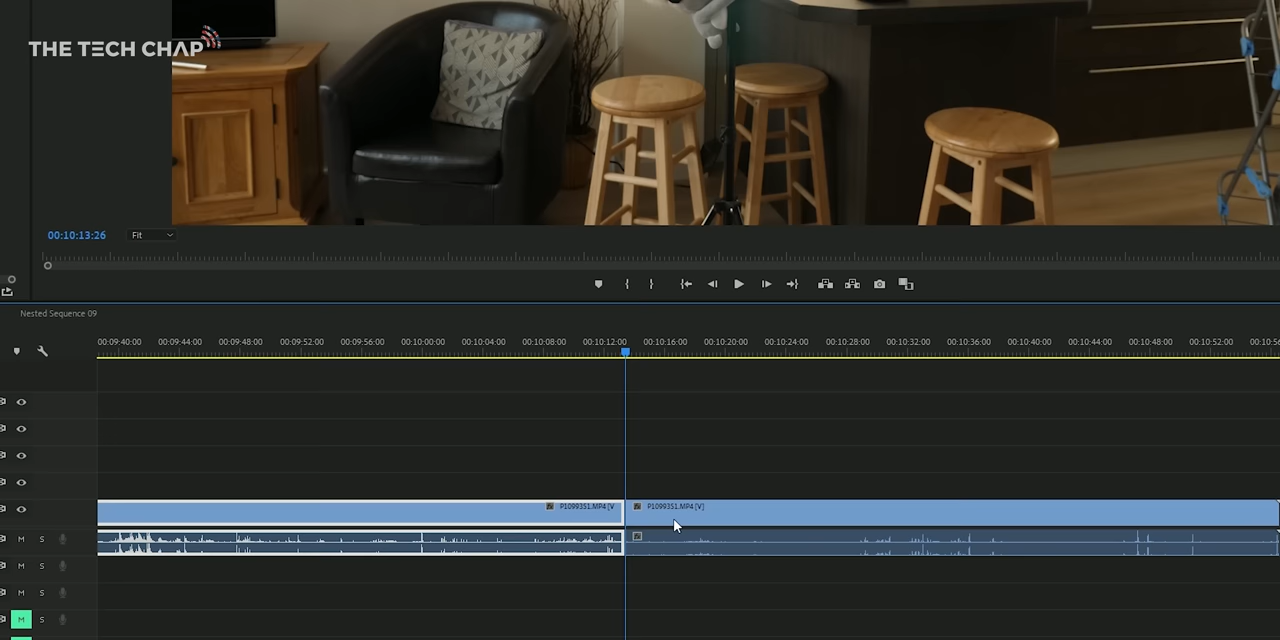 THE TECH CHAP
00:10:13:26 Fit
Nested Sequence 09
00:09:40:00 00:09:44:00 00:09:48:00 00:09:52:00 00:09:56:00 00:10:00:00 00:10:04:00 00:10:08:00 00:10:12:00 00:10:16:00 00:10:20:00 00:10:24:00 00:10:28:00 00:10:32:00 00:10:36:00 00:10:40:00 00:10:44:00 00:10:48:00 00:10:52:00 00:10:56
P1099351.MP4 [V P1099351.MP4 [V]
M S
M S
M S
M S